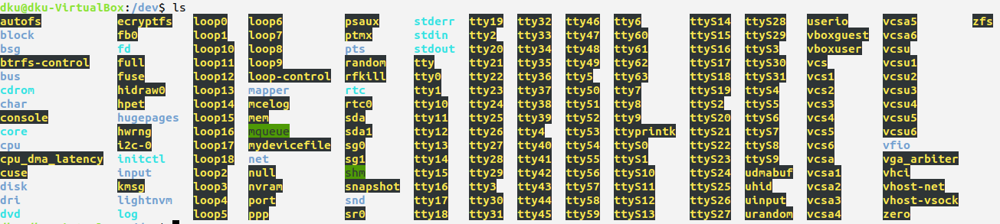 dku@dku-VirtualBox:/dev$ ls
autofs ecryptfs loop0 loop6 psaux stderr tty19 tty32 tty46 tty6 ttyS14 ttyS28 userio vcsa5 zfs
block fb0 loop1 loop7 ptmx stdin tty2 tty33 tty47 tty60 ttyS15 ttyS29 vboxguest vcsa6
bsg fd loop10 loop8 pts stdout tty20 tty34 tty48 tty61 ttyS16 ttyS3 vboxuser vcsu
btrfs-control full loop11 loop9 random tty tty21 tty35 tty49 tty62 ttyS17 ttyS30 vcs vcsu1
bus fuse loop12 loop-control rfkill tty0 tty22 tty36 tty5 tty63 ttyS18 ttyS31 vcs1 vcsu2
cdrom hidraw0 loop13 mapper rtc tty1 tty23 tty37 tty50 tty7 ttyS19 ttyS4 vcs2 vcsu3
char hpet loop14 mcelog rtc0 tty10 tty24 tty38 tty51 tty8 ttyS2 ttyS5 vcs3 vcsu4
console hugepages loop15 mem sda tty11 tty25 tty39 tty52 tty9 ttyS20 ttyS6 vcs4 vcsu5
core hwrng loop16 mqueue sda1 tty12 tty26 tty4 tty53 ttyprintk ttyS21 ttyS7 vcs5 vcsu6
cpu i2c-0 loop17 mydevicefile sg0 tty13 tty27 tty40 tty54 ttyS0 ttyS22 ttyS8 vcs6 vfio
cpu_dma_latency initctl loop18 net sg1 tty14 tty28 tty41 tty55 ttyS1 ttyS23 ttyS9 vcsa vga_arbiter
cuse input loop2 null shm tty15 tty29 tty42 tty56 ttyS10 ttyS24 udmabuf vcsa1 vhci
disk kmsg loop3 nvram snapshot tty16 tty3 tty43 tty57 ttyS11 ttyS25 uhid vcsa2 vhost-net
dri lightnvm loop4 port snd tty17 tty30 tty44 tty58 ttyS12 ttyS26 uinput vcsa3 vhost-vsock
dvd log loop5 ppp sr0 tty18 tty31 tty45 tty59 ttyS13 ttyS27 urandom vcsa4 zero